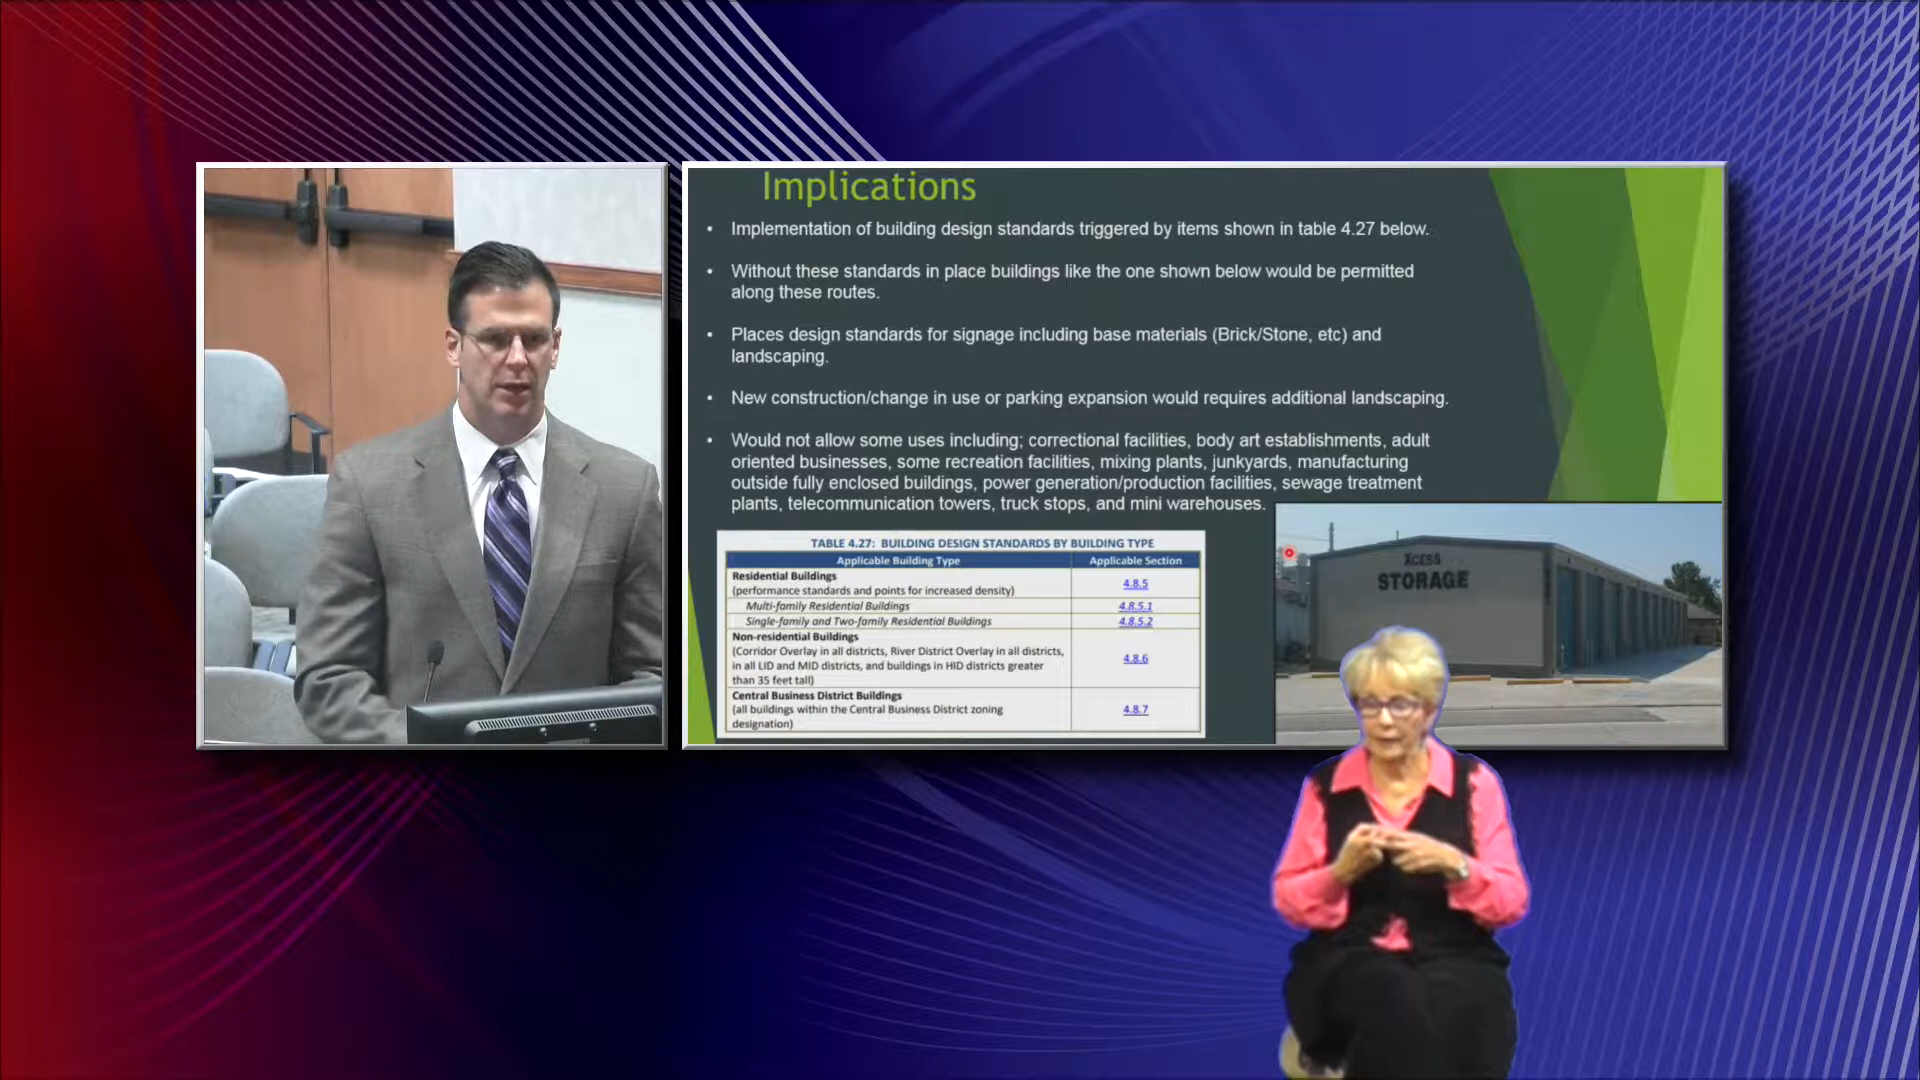 Implications
• Implementation of building design standards triggered by items shown in table 4.27 below.
• Without these standards in place buildings like the one shown below would be permitted
along these routes.
• Places design standards for signage including base materials (Brick/Stone, etc) and
landscaping.
• New construction/change in use or parking expansion would requires additional landscaping.
• Would not allow some uses including; correctional facilities, body art establishments, adult
oriented businesses, some recreation facilities, mixing plants, junkyards, manufacturing
outside fully enclosed buildings, power generation/production facilities, sewage treatment
plants, telecommunication towers, truck stops, and mini warehouses.
TABLE 4.27: BUILDING DESIGN STANDARDS BY BUILDING TYPE
Applicable Building Type Applicable Section
Residential Buildings
(performance standards and points for increased density) 4.8.5
Multi-family Residential Buildings 4.8.5.1
Single-family and Two-family Residential Buildings 4.8.5.2
Non-residential Buildings
(Corridor Overlay in all districts, River District Overlay in all districts,
in all LID and MID districts, and buildings in HID districts greater 4.8.6
than 35 feet tall)
Central Business District Buildings
(all buildings within the Central Business District zoning 4.8.7
designation)
XCESS
STORAGE